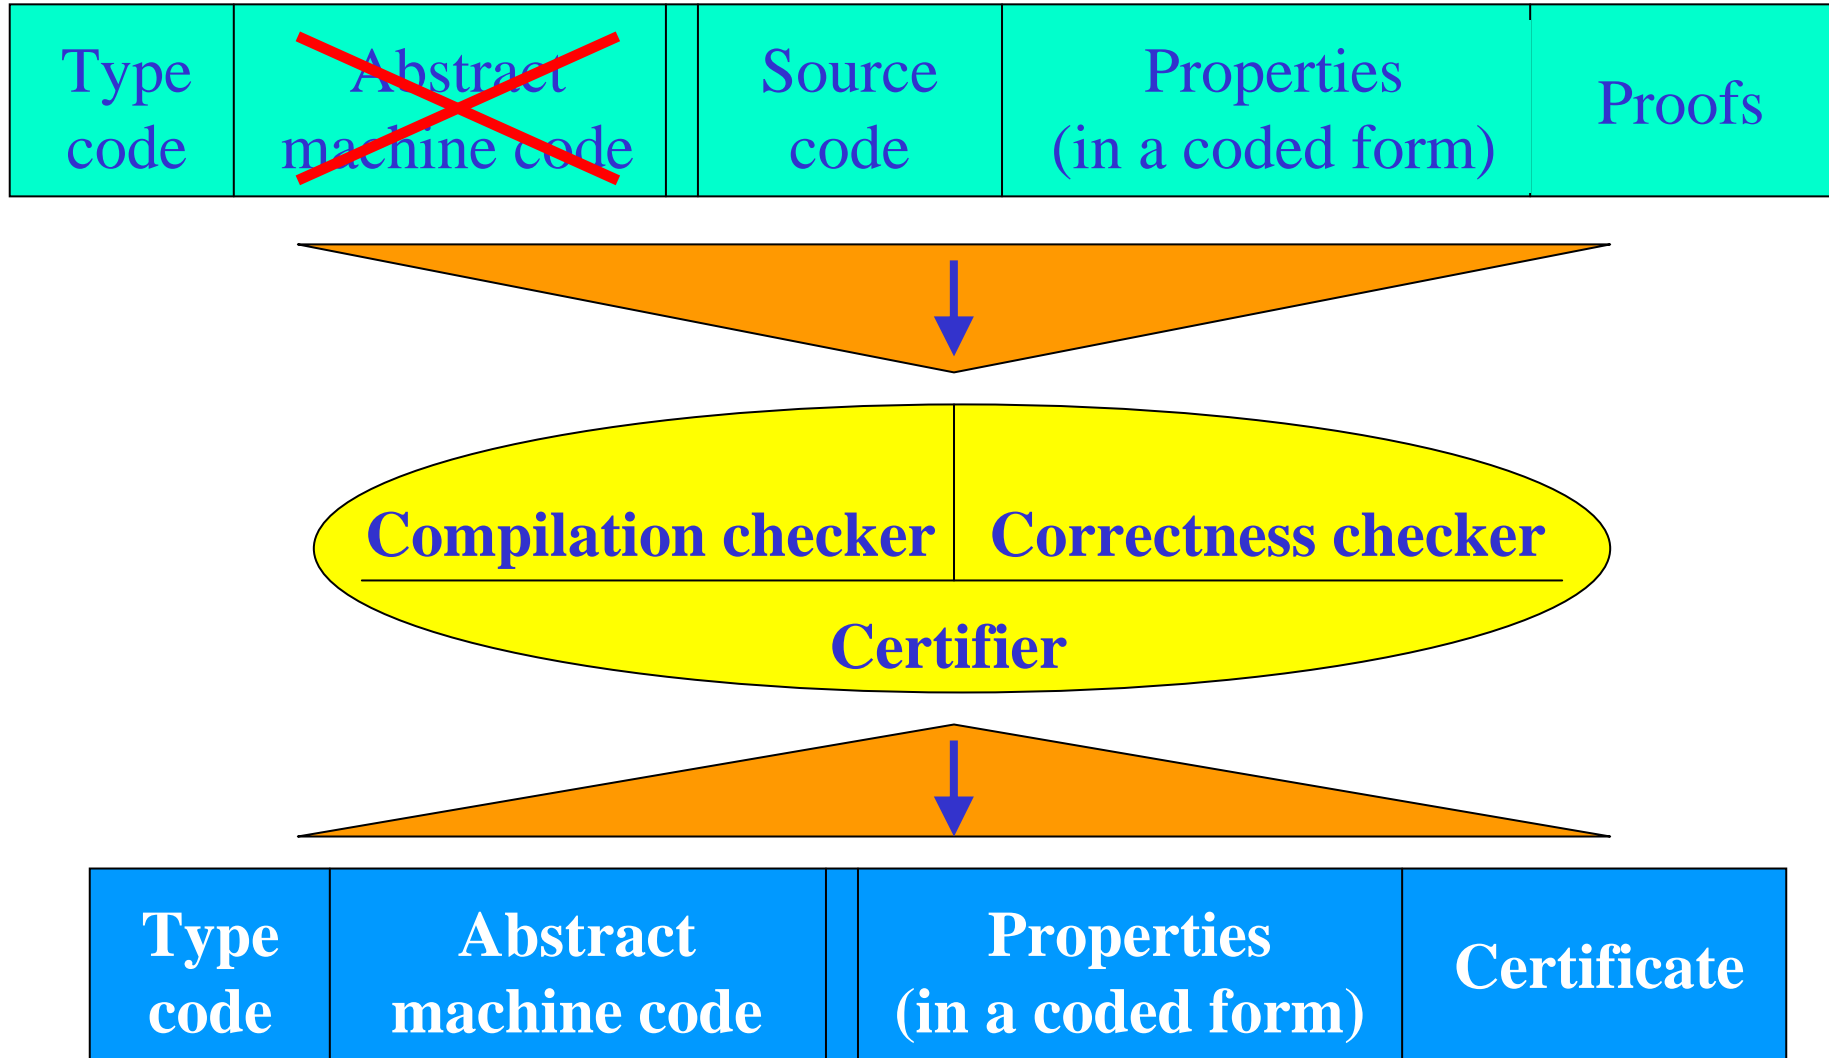 Type
code
Abstract
machine code
Source
code
Properties
(in a coded form)
Proofs
Compilation checker
Correctness checker
Certifier
Type
code
Abstract
machine code
Properties
(in a coded form)
Certificate